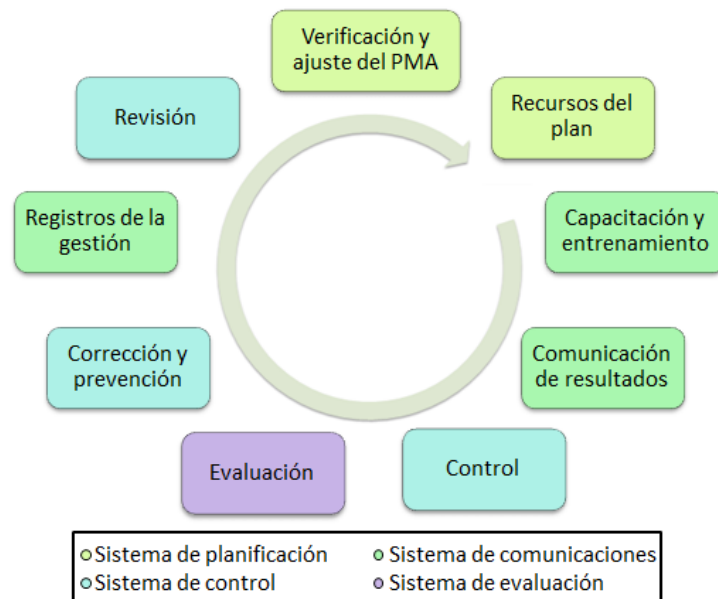 Verificación y
ajuste del PMA
Recursos del
plan
Capacitación y
entrenamiento
Comunicación
de resultados
Control
Evaluación
Corrección y
prevención
Registros de la
gestión
Revisión
Sistema de planificación
Sistema de comunicaciones
Sistema de control
Sistema de evaluación